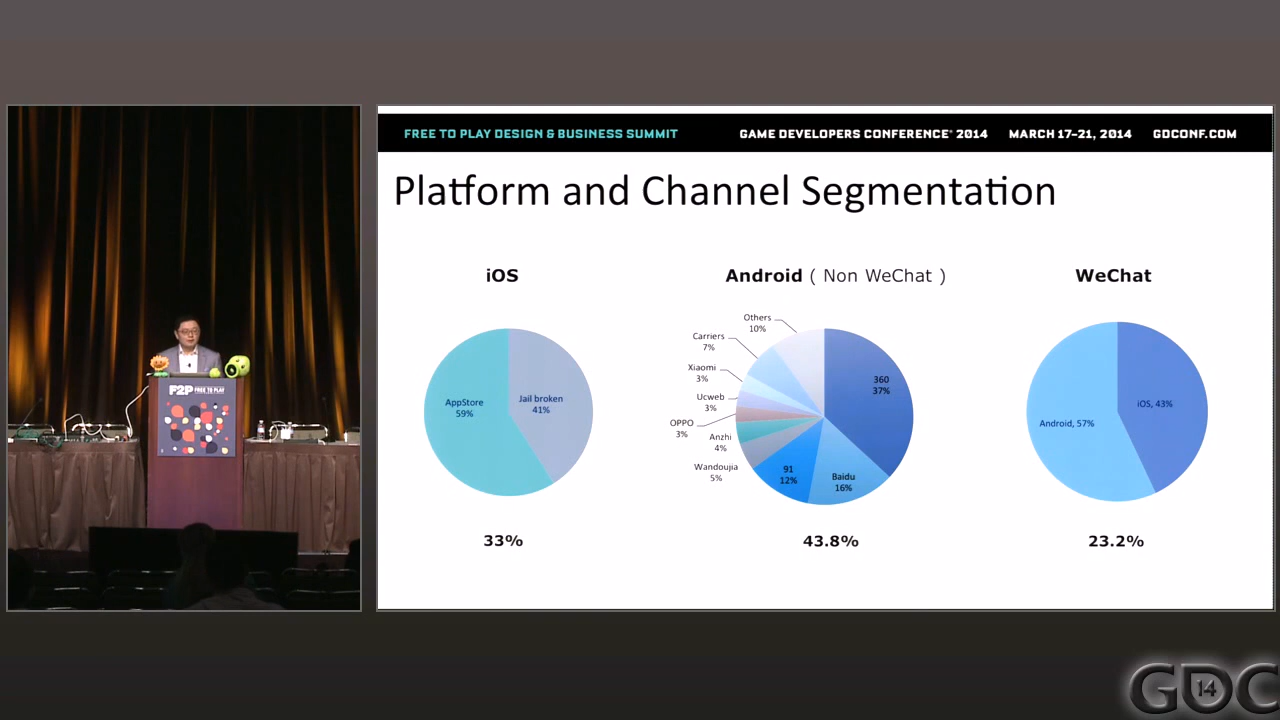 FREE TO PLAY DESIGN & BUSINESS SUMMIT
GAME DEVELOPERS CONFERENCE® 2014
MARCH 17-21, 2014
GDCONF.COM
Platform and Channel Segmentation
iOS
Android ( Non WeChat )
WeChat
AppStore
59%
Jail broken
41%
33%
Others
10%
Carriers
7%
Xiaomi
3%
Ucweb
3%
OPPO
3%
Anzhi
4%
Wandoujia
5%
91
12%
Baidu
16%
360
37%
43.8%
Android, 57%
iOS, 43%
23.2%
F2P FREE TO PLAY
GDC
14